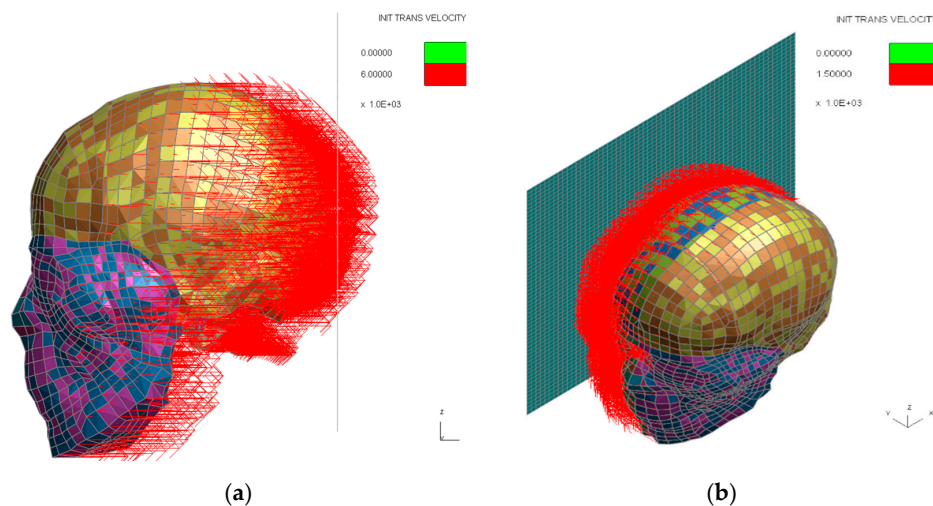 INIT TRANS VELOCITY
0.00000
6.00000
x 1.0E+03
z
x
(a)
INIT TRANS VELOCITY
0.00000
1.50000
x 1.0E+03
Y
z
x
(b)